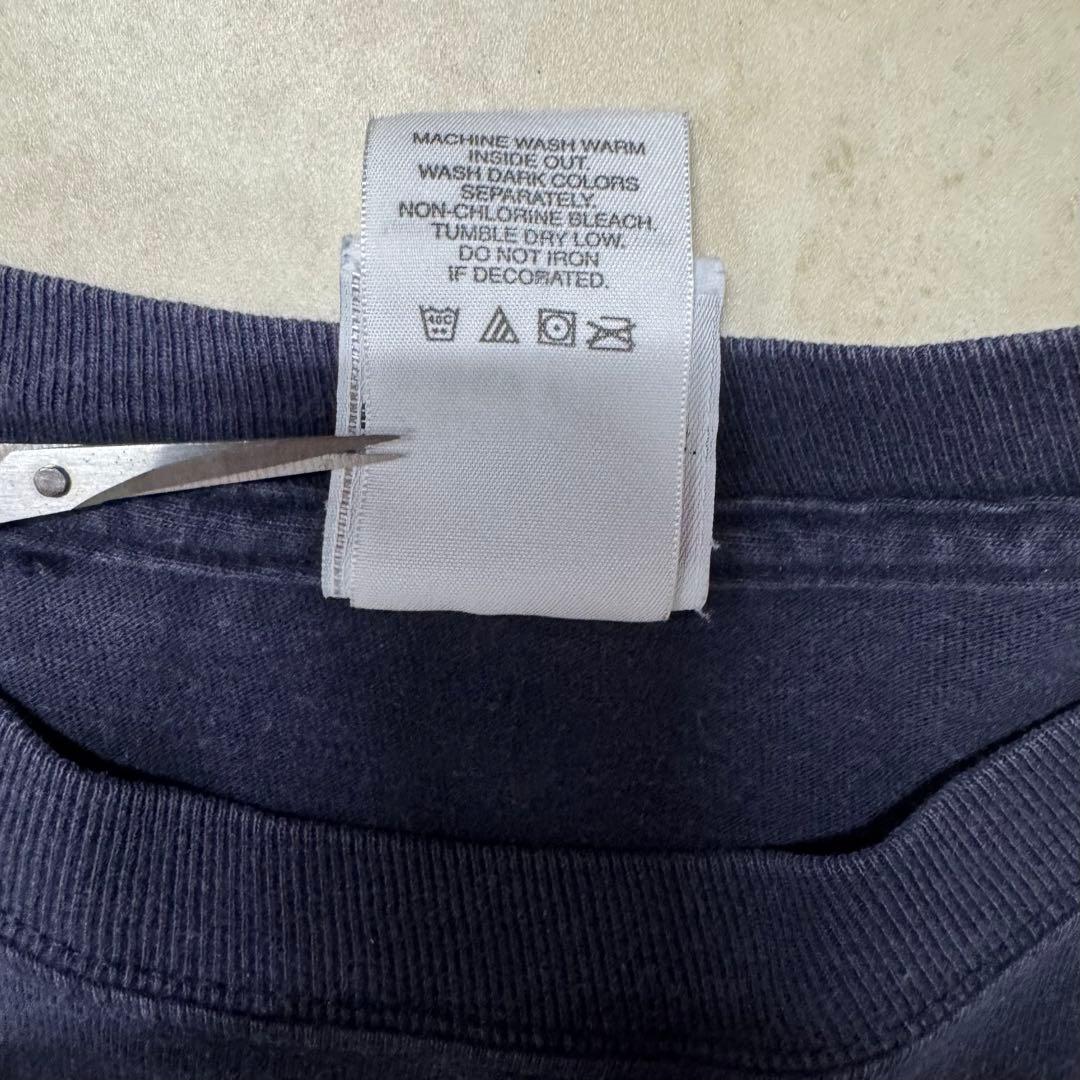 MACHINE WASH WARM
INSIDE OUT.
WASH DARK COLORS
SEPARATELY.
NON-CHLORINE BLEACH.
TUMBLE DRY LOW.
DO NOT IRON
IF DECORATED.
40C